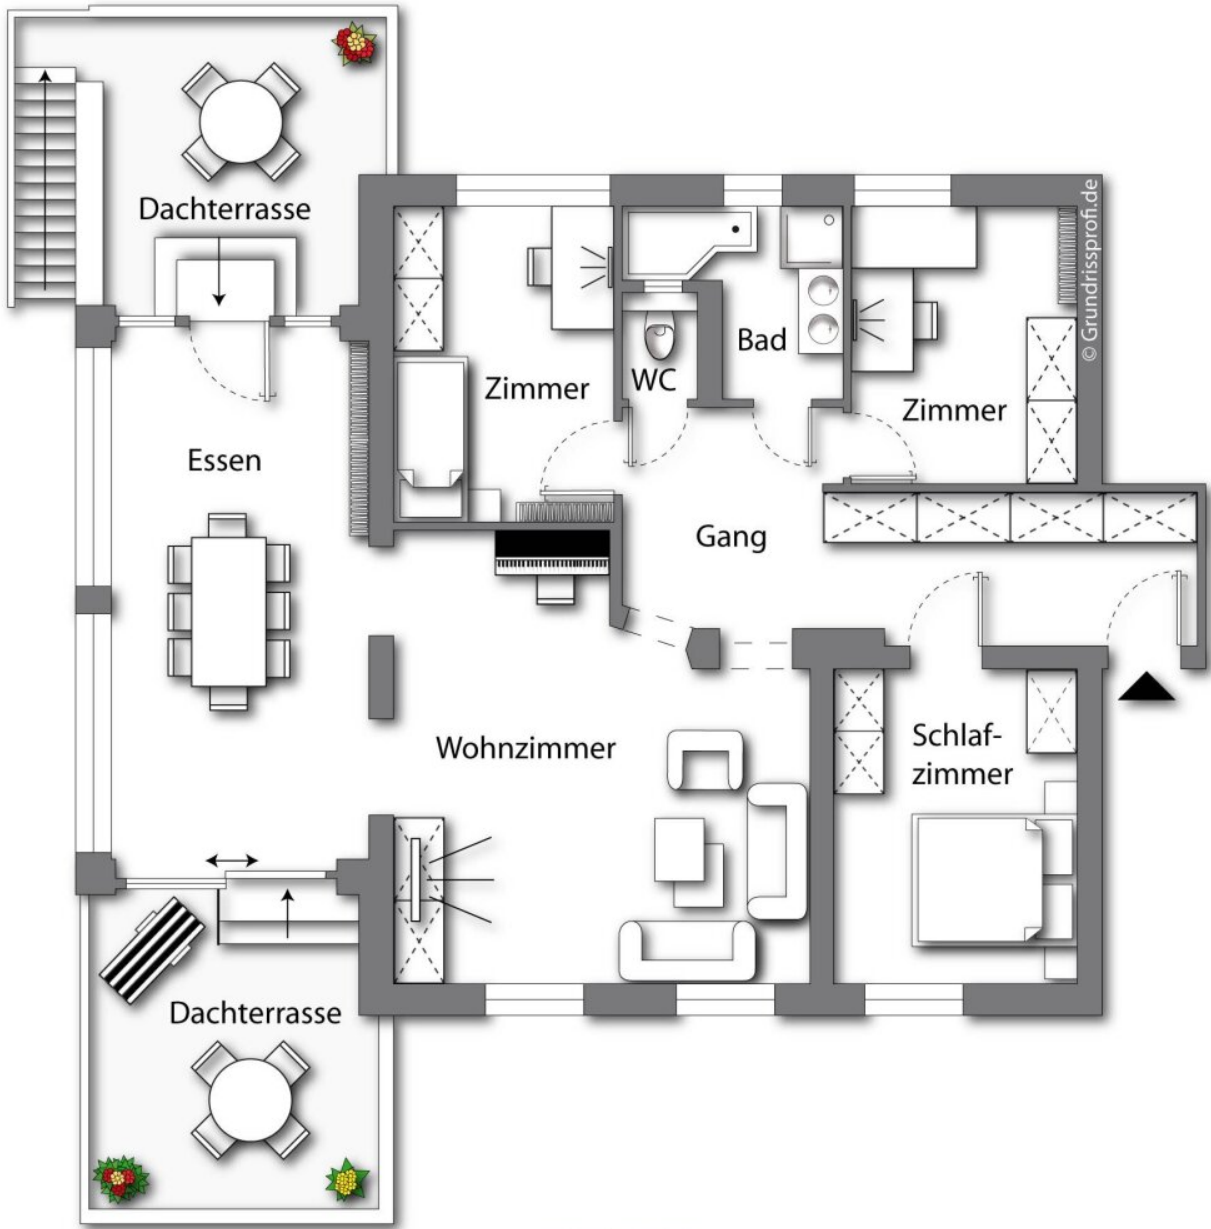 Dachterrasse
© Grundrissprofi.de
Bad
WC
Zimmer
Zimmer
Essen
Gang
Wohnzimmer
Schlaf-
zimmer
Dachterrasse